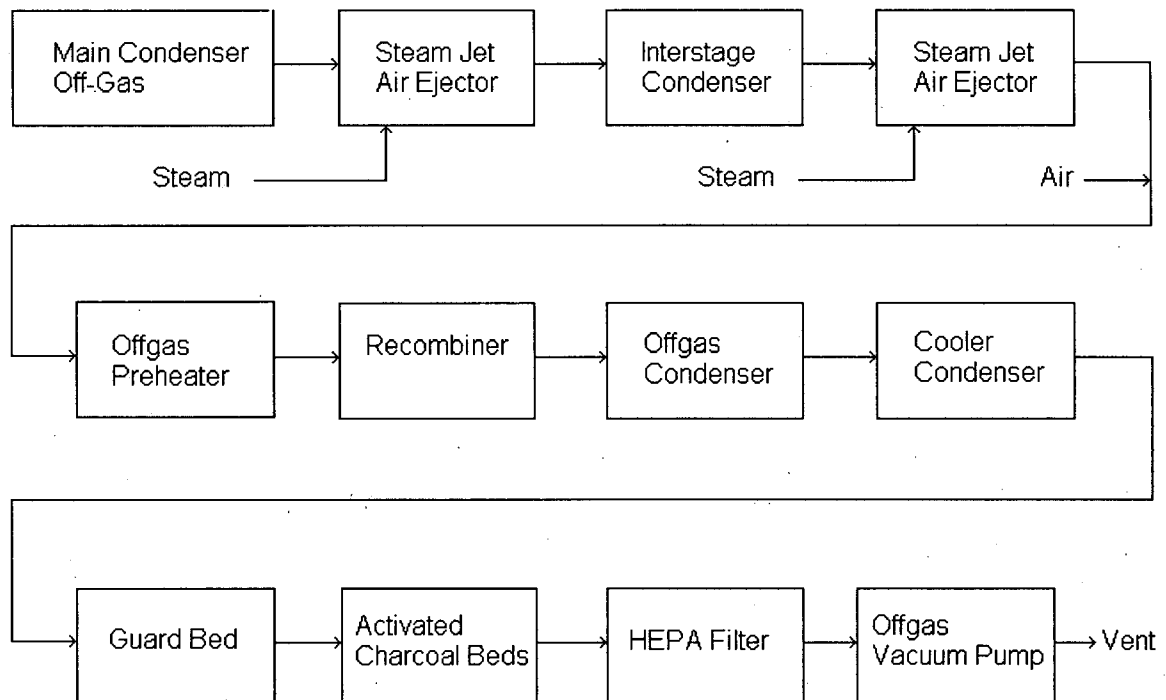 Main Condenser
Off-Gas
Steam Jet
Air Ejector
Interstage
Condenser
Steam Jet
Air Ejector
Steam
Steam
Air
Offgas
Preheater
Recombiner
Offgas
Condenser
Cooler
Condenser
Guard Bed
Activated
Charcoal Beds
HEPA Filter
Offgas
Vacuum Pump
Vent